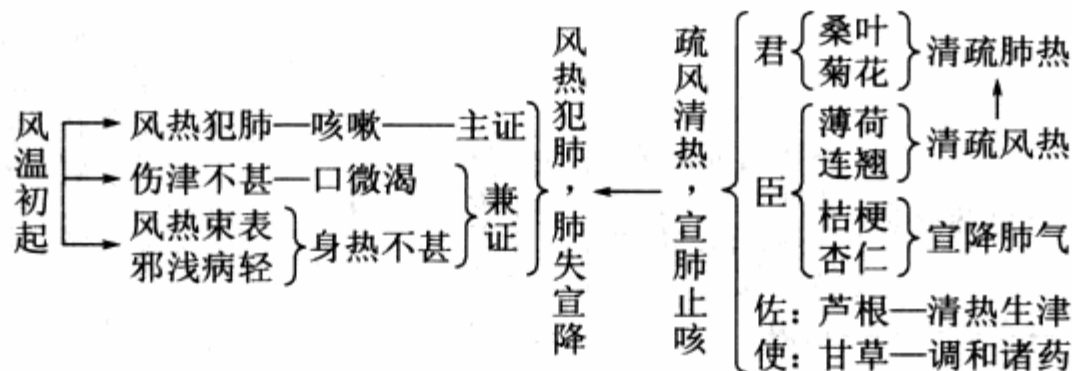 风温初起
风热犯肺—咳嗽——主证
伤津不甚—口微渴
风热束表
邪浅病轻
身热不甚
兼证
风热犯肺，肺失宣降
疏风清热，宣肺止咳
君
桑叶
菊花
清疏肺热
臣
薄荷
连翘
清疏风热
桔梗
杏仁
宣降肺气
佐：芦根—清热生津
使：甘草—调和诸药